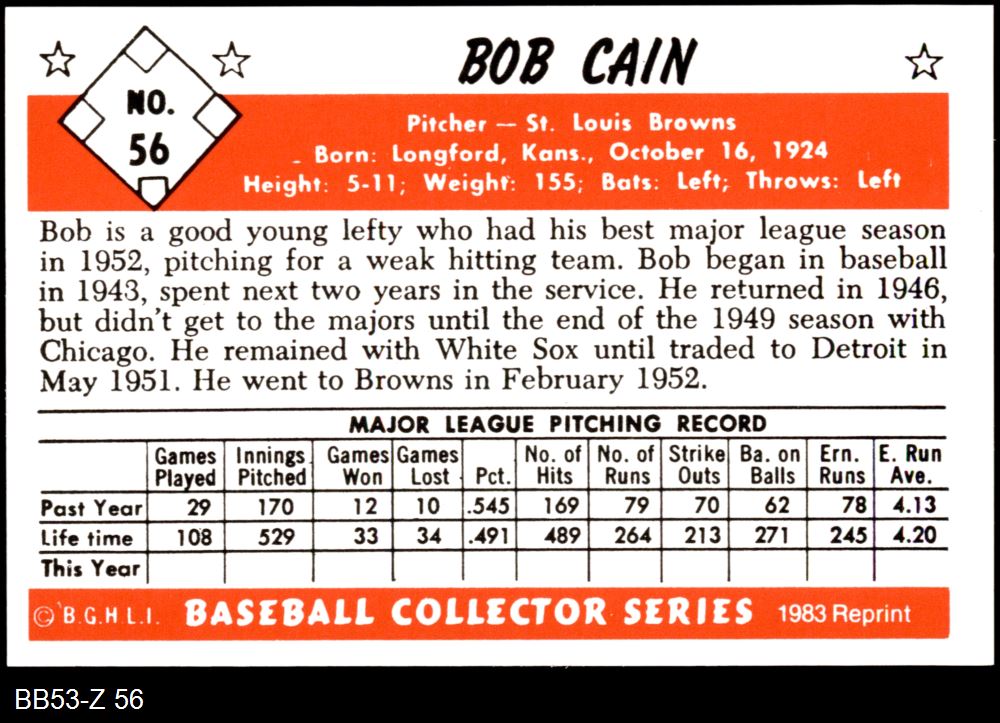 BOB CAIN
NO.
56
Pitcher — St. Louis Browns
Born: Longford, Kans., October 16, 1924
Height: 5-11; Weight: 155; Bats: Left; Throws: Left
Bob is a good young lefty who had his best major league season
in 1952, pitching for a weak hitting team. Bob began in baseball
in 1943, spent next two years in the service. He returned in 1946,
but didn't get to the majors until the end of the 1949 season with
Chicago. He remained with White Sox until traded to Detroit in
May 1951. He went to Browns in February 1952.
MAJOR LEAGUE PITCHING RECORD
Games Played Innings Pitched Games Won Games Lost Pct. No. of Hits No. of Runs Strike Outs Ba. on Balls Ern. Runs E. Run Ave.
Past Year 29 170 12 10 .545 169 79 70 62 78 4.13
Life time 108 529 33 34 .491 489 264 213 271 245 4.20
This Year
© B.G.H L.I. BASEBALL COLLECTOR SERIES 1983 Reprint
BB53-Z 56